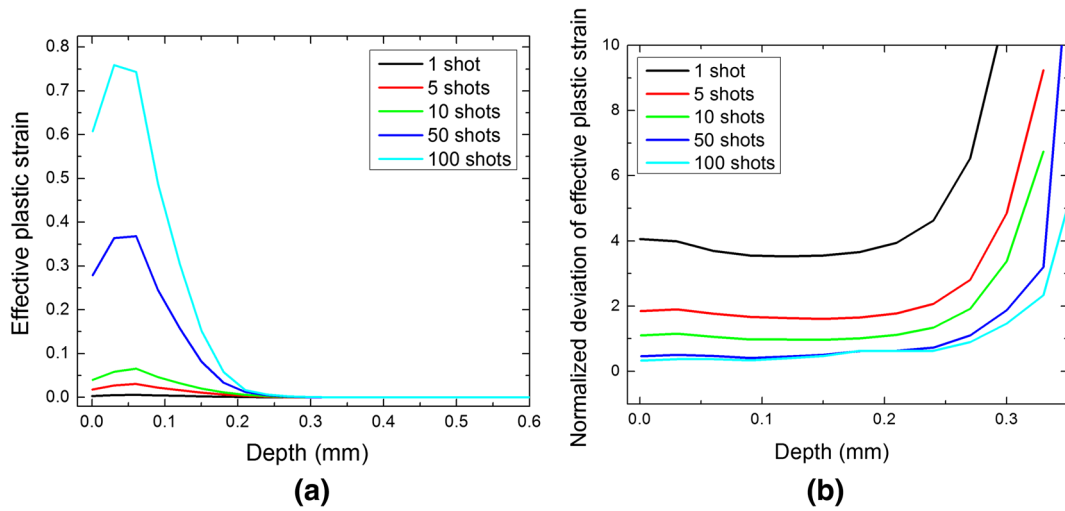 Effective plastic strain
0.8
0.7
0.6
0.5
0.4
0.3
0.2
0.1
0.0
0.0 0.1 0.2 0.3 0.4 0.5 0.6
Depth (mm)
1 shot
5 shots
10 shots
50 shots
100 shots
(a)
Normalized deviation of effective plastic strain
10
8
6
4
2
0
0.0 0.1 0.2 0.3
Depth (mm)
1 shot
5 shots
10 shots
50 shots
100 shots
(b)